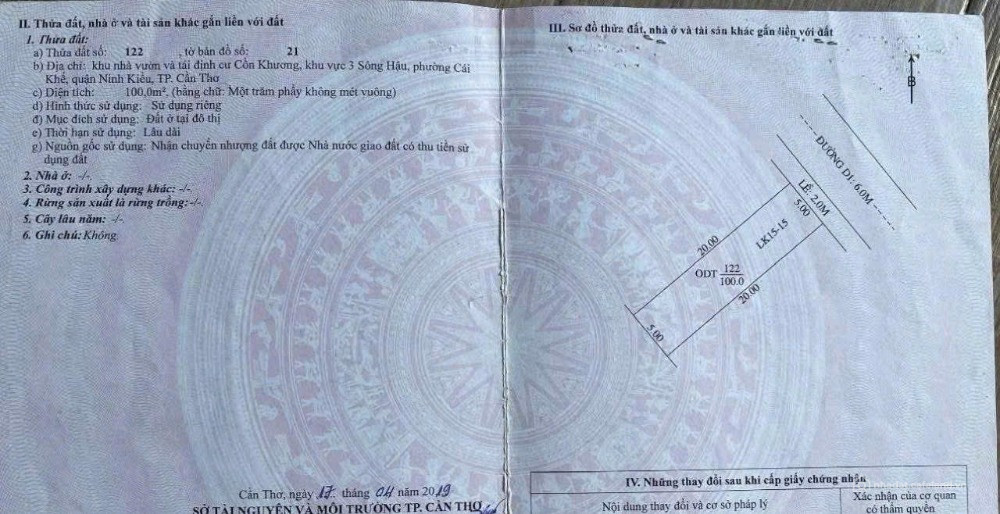 II. Thửa đất, nhà ở và tài sản khác gắn liền với đất
1. Thửa đất:
a) Thửa đất số: 122 , tờ bản đồ số: 21
b) Địa chỉ: khu nhà vườn và tái định cư Cồn Khương, khu vực 3 Sông Hậu, phường Cái
Khế, quận Ninh Kiều, TP. Cần Thơ
c) Diện tích: 100,0m², (bằng chữ: Một trăm phẩy không mét vuông)
d) Hình thức sử dụng: Sử dụng riêng
đ) Mục đích sử dụng: Đất ở tại đô thị
e) Thời hạn sử dụng: Lâu dài
g) Nguồn gốc sử dụng: Nhận chuyển nhượng đất được Nhà nước giao đất có thu tiền sử
dụng đất
2. Nhà ở: -/-
3. Công trình xây dựng khác: -/-
4. Rừng sản xuất là rừng trồng: -/-
5. Cây lâu năm: -/-
6. Ghi chú: Không
Cần Thơ, ngày 17 tháng 04 năm 2019
SỞ TÀI NGUYÊN VÀ MÔI TRƯỜNG TP. CẦN THƠ
III. Sơ đồ thửa đất, nhà ở và tài sản khác gắn liền với đất
B
ĐƯỜNG D1: 6.0M
LỀ: 2.0M
5.00
LK15-15
20.00
ODT 122
100.0
20.00
5.00
IV. Những thay đổi sau khi cấp giấy chứng nhận
Nội dung thay đổi và cơ sở pháp lý
Xác nhận của cơ quan
có thẩm quyền